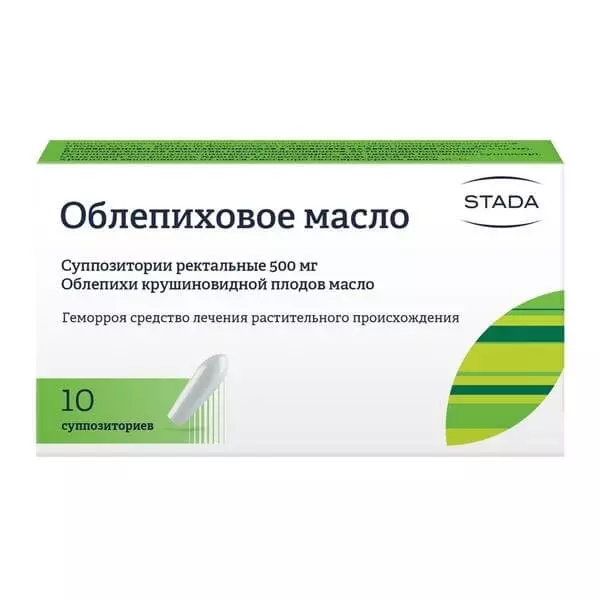 Облепиховое масло
STADA
Суппозитории ректальные 500 мг
Облепихи крушиновидной плодов масло
Геморроя средство лечения растительного происхождения
10
суппозиториев